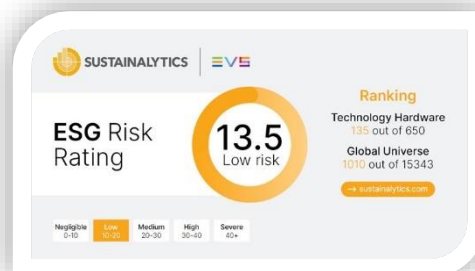 SUSTAINALYTICS
EVS
ESG Risk
Rating
13.5
Low risk
Ranking
Technology Hardware
135 out of 650
Global Universe
1010 out of 15343
→ sustainalytics.com
Negligible
0-10
Low
10-20
Medium
20-30
High
30-40
Severe
40+